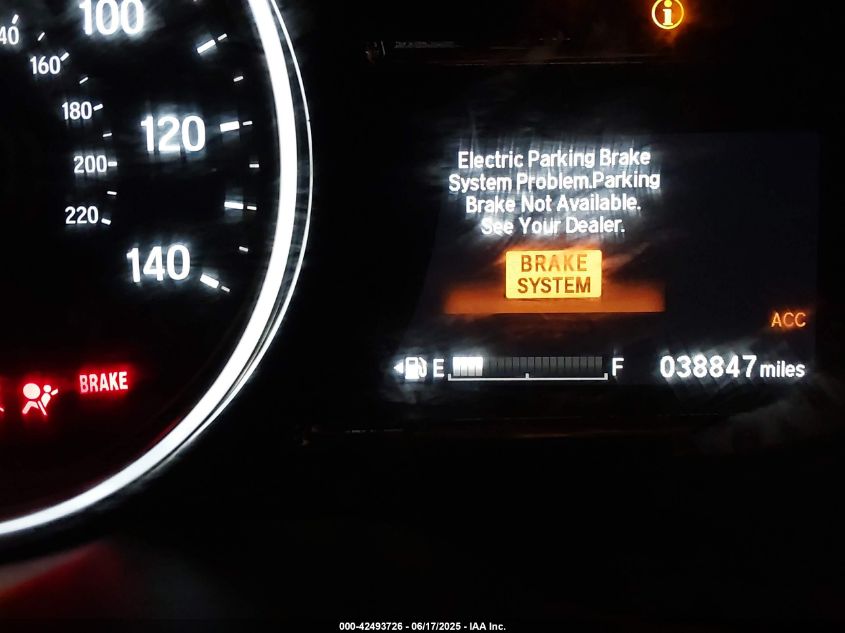 40
100
160
180
120
200
220
140
BRAKE
Electric Parking Brake
System Problem.Parking
Brake Not Available.
See Your Dealer.
BRAKE
SYSTEM
ACC
E
F
038847 miles
000-42493726 - 06/17/2025 - IAA Inc.